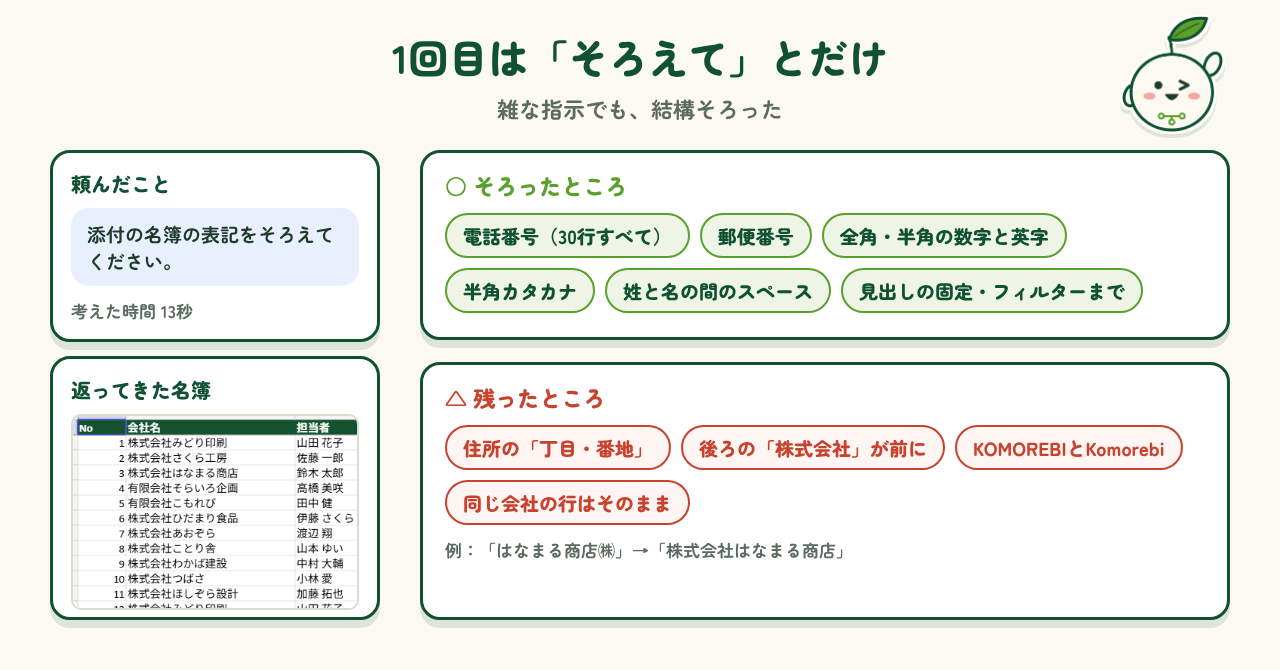 1回目は「そろえて」とだけ
雑な指示でも、結構そろった
頼んだこと
添付の名簿の表記をそろえて
ください。
考えた時間 13秒
返ってきた名簿
No 会社名 担当者
1 株式会社みどり印刷 山田 花子
2 株式会社さくら工房 佐藤 一郎
3 株式会社はなまる商店 鈴木 太郎
4 有限会社そらいろ企画 高橋 美咲
5 有限会社こもれび 田中 健
6 株式会社ひだまり食品 伊藤 さくら
7 株式会社あおぞら 渡辺 翔
8 株式会社ことり舎 山本 ゆい
9 株式会社わかば建設 中村 大輔
10 株式会社つばさ 小林 愛
11 株式会社ほしぞら設計 加藤 拓也
12 株式会社みどり印刷 山田 花子
○ そろったところ
電話番号（30行すべて） 郵便番号 全角・半角の数字と英字
半角カタカナ 姓と名の間のスペース 見出しの固定・フィルターまで
△ 残ったところ
住所の「丁目・番地」 後ろの「株式会社」が前に KOMOREBIとKomorebi
同じ会社の行はそのまま
例：「はなまる商店㈱」→「株式会社はなまる商店」